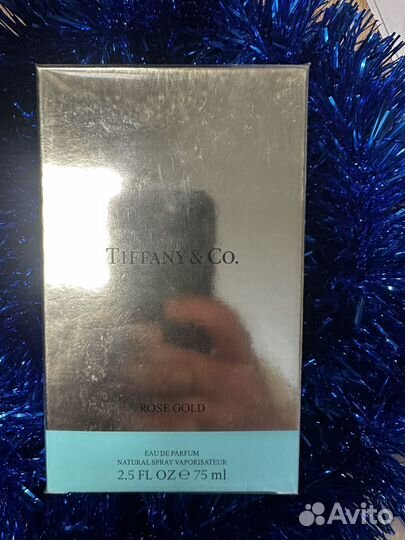 TIFFANY & CO.
ROSE GOLD
EAU DE PARFUM
NATURAL SPRAY VAPORISATEUR
2.5 FL OZ ℮ 75 ml
Avito